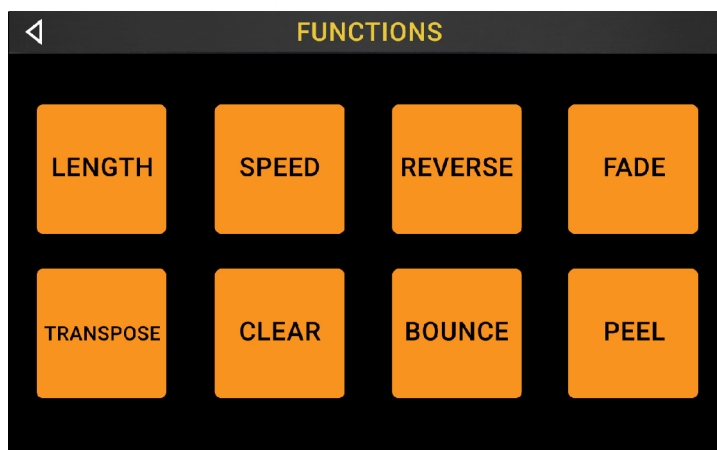 FUNCTIONS
LENGTH
SPEED
REVERSE
FADE
TRANSPOSE
CLEAR
BOUNCE
PEEL